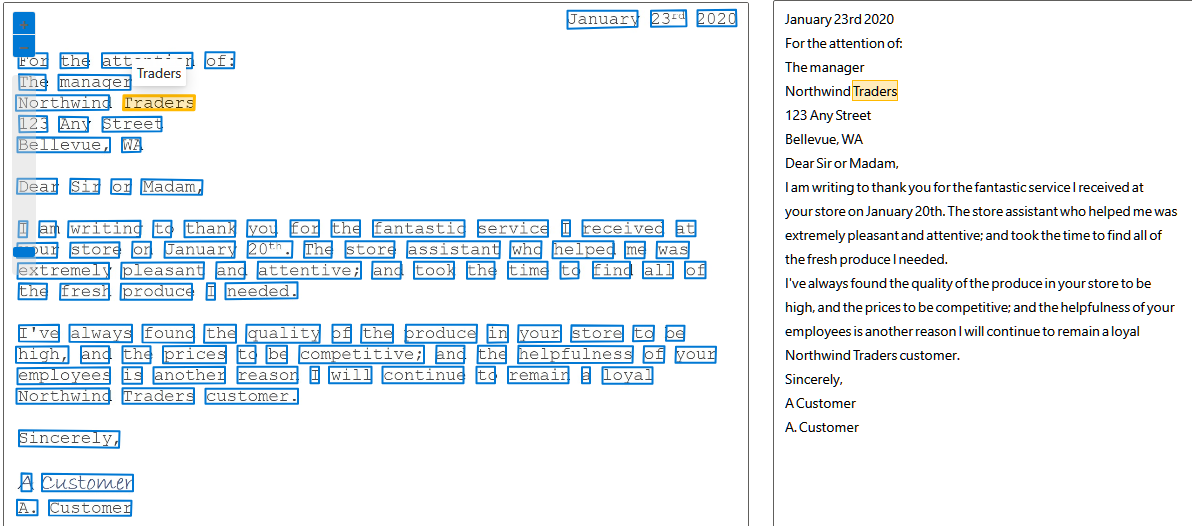 January 23rd 2020
For the attention of:
Traders
The manager
Northwind Traders
123 Any Street
Bellevue, WA
Dear Sir or Madam,
I am writing to thank you for the fantastic service I received at
your store on January 20th. The store assistant who helped me was
extremely pleasant and attentive; and took the time to find all of
the fresh produce I needed.
I've always found the quality of the produce in your store to be
high, and the prices to be competitive; and the helpfulness of your
employees is another reason I will continue to remain a loyal
Northwind Traders customer.
Sincerely,
A Customer
A. Customer
January 23rd 2020
For the attention of:
The manager
Northwind Traders
123 Any Street
Bellevue, WA
Dear Sir or Madam,
I am writing to thank you for the fantastic service I received at
your store on January 20th. The store assistant who helped me was
extremely pleasant and attentive; and took the time to find all of
the fresh produce I needed.
I've always found the quality of the produce in your store to be
high, and the prices to be competitive; and the helpfulness of your
employees is another reason I will continue to remain a loyal
Northwind Traders customer.
Sincerely,
A Customer
A. Customer